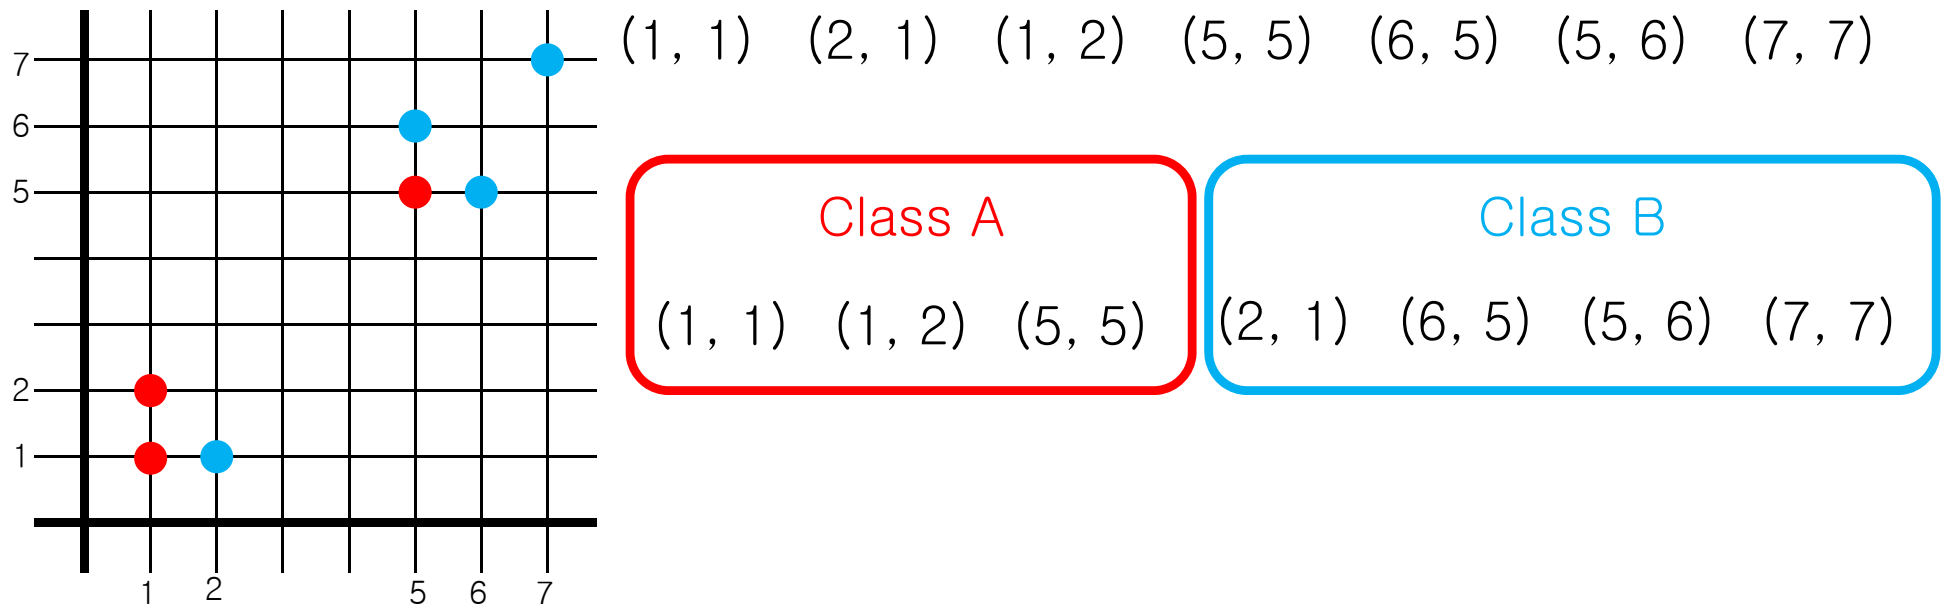 (1, 1) (2, 1) (1, 2) (5, 5) (6, 5) (5, 6) (7, 7)
7
6
5
2
1
1 2 5 6 7
Class A
(1, 1) (1, 2) (5, 5)
Class B
(2, 1) (6, 5) (5, 6) (7, 7)